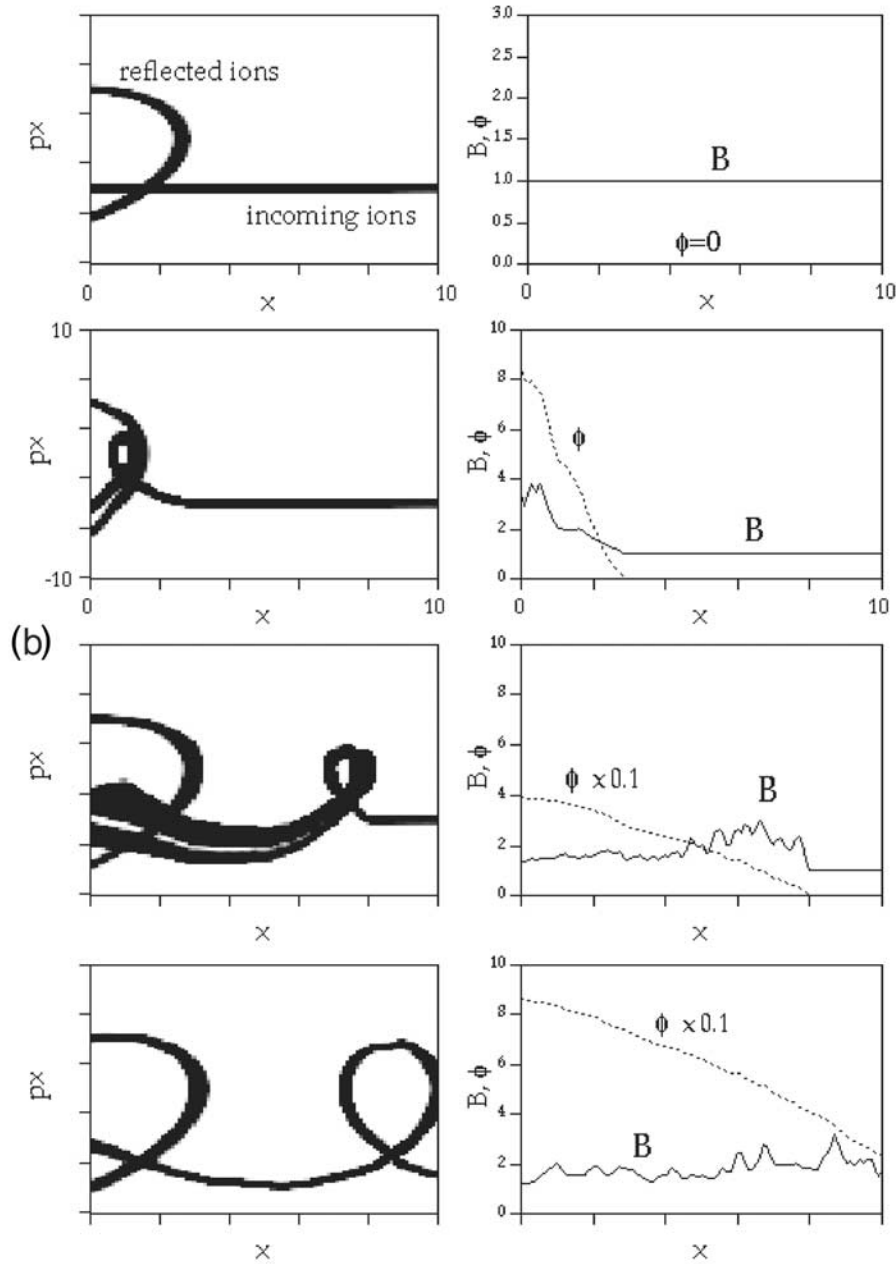 px
reflected ions
incoming ions
0
10
x
B, ϕ
3.0
2.5
2.0
1.5
1.0
0.5
0.0
B
ϕ=0
0
10
x
px
10
-10
0
10
x
B, ϕ
10
8
6
4
2
0
ϕ
B
0
10
x
(b)
px
x
B, ϕ
10
8
6
4
2
0
ϕ ×0.1
B
x
px
x
B, ϕ
10
8
6
4
2
0
ϕ ×0.1
B
x